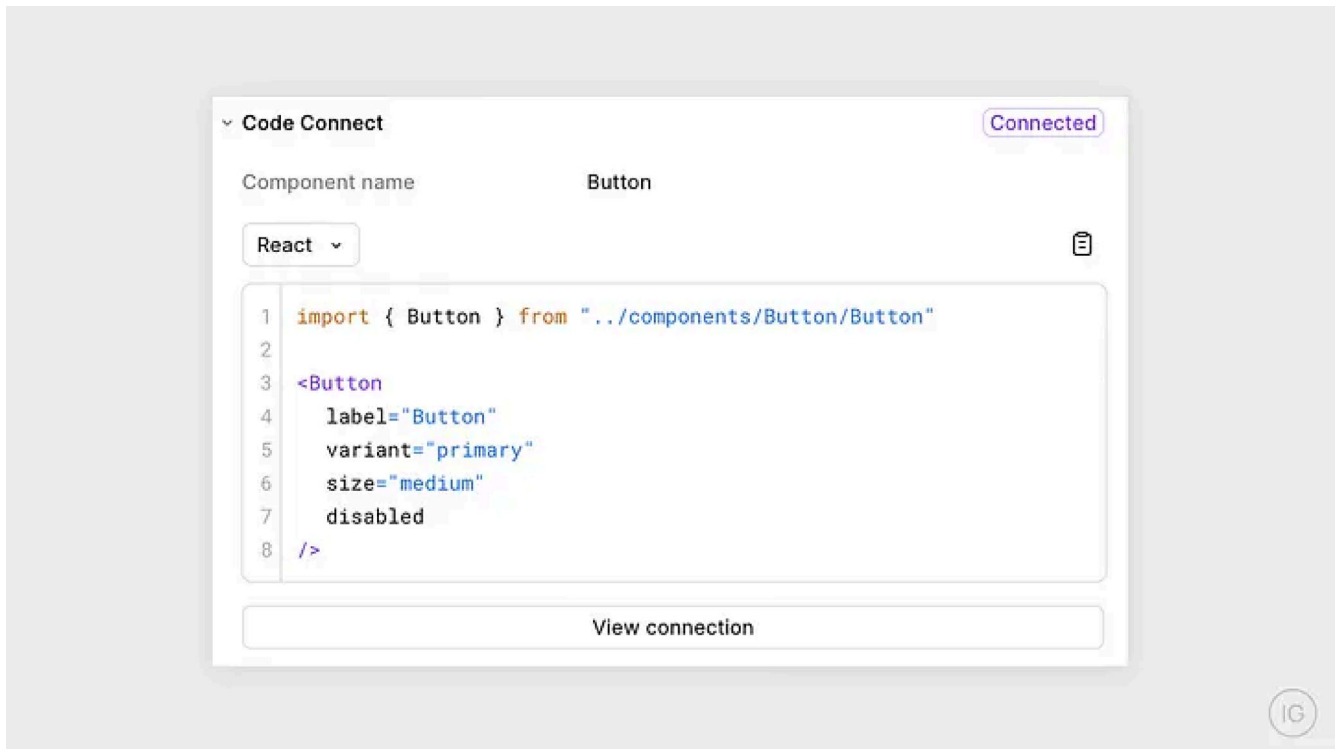 Code Connect Connected
Component name Button
React
1 import { Button } from "../components/Button/Button"
2
3 <Button
4 label="Button"
5 variant="primary"
6 size="medium"
7 disabled
8 />
View connection
IG